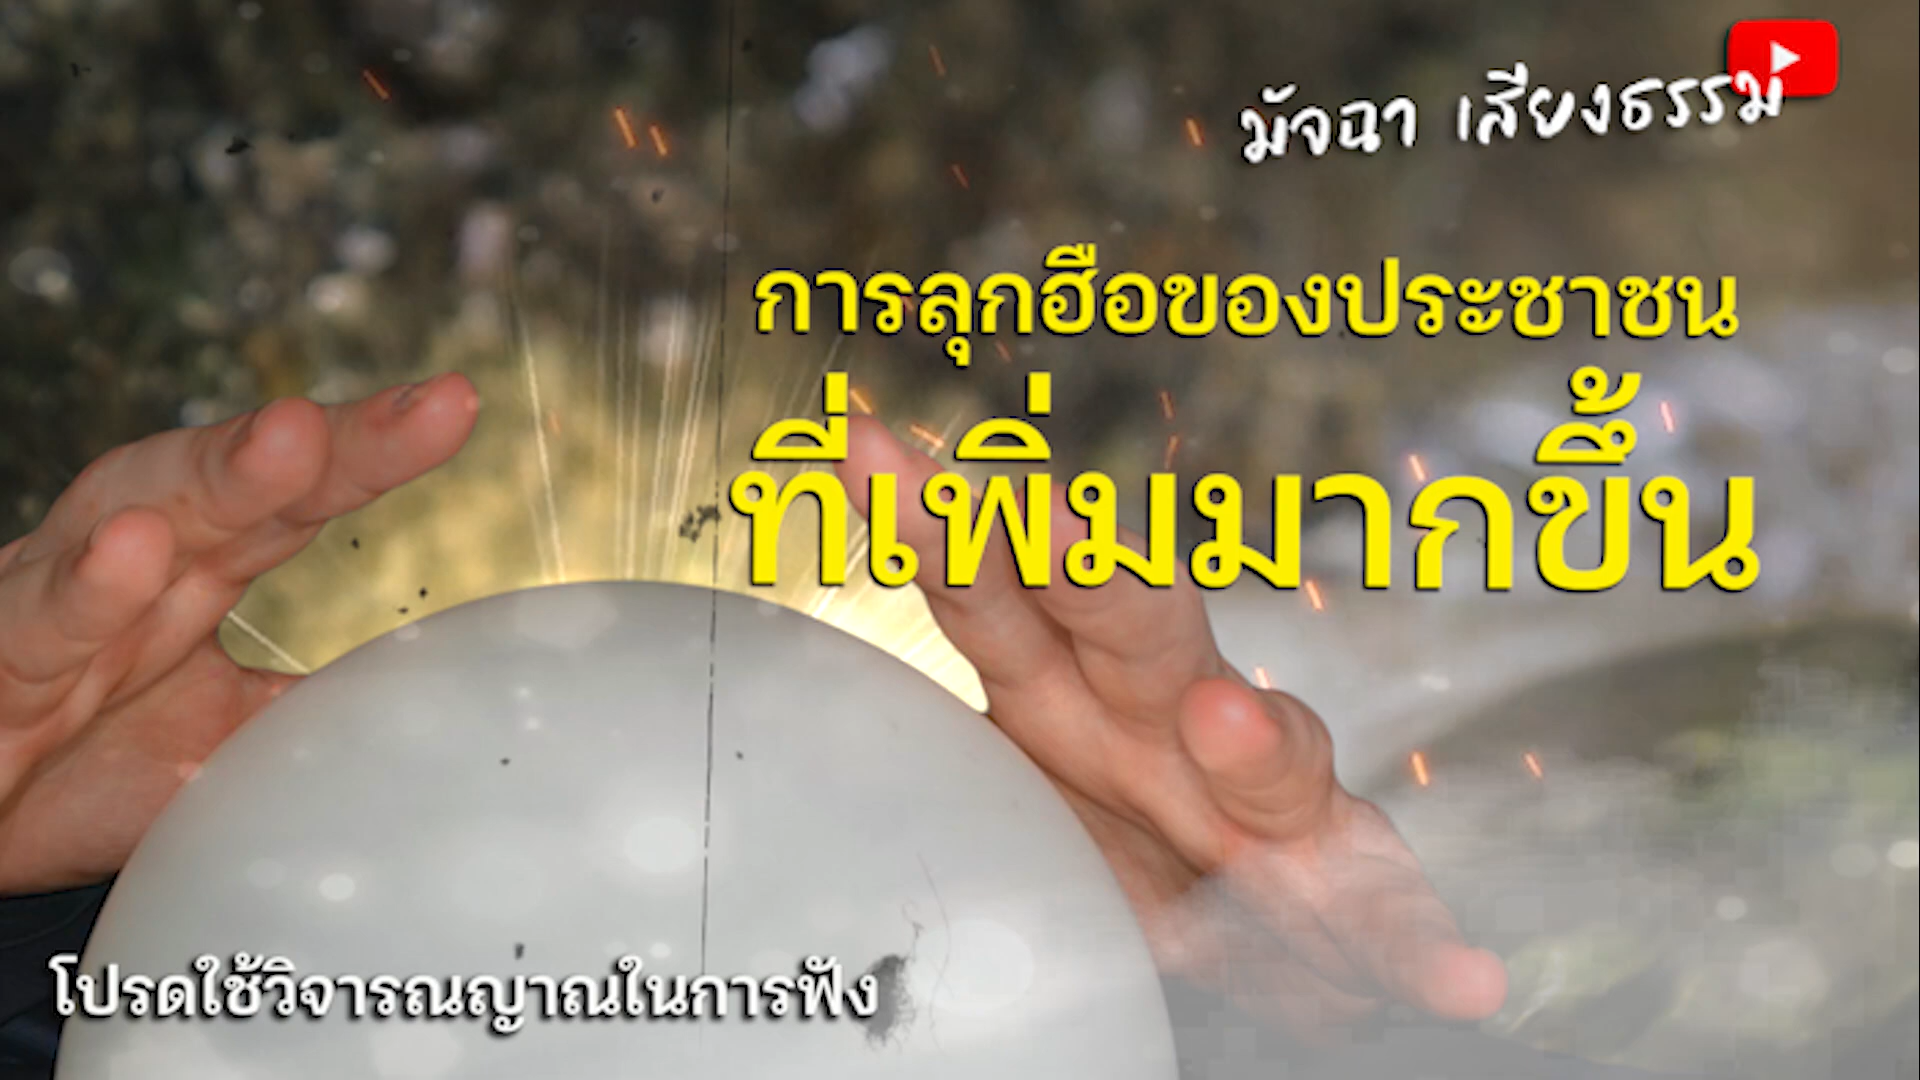 มัจฉา เสียงธรรม
การลุกฮือของประชาชน
ที่เพิ่มมากขึ้น
โปรดใช้วิจารณญาณในการฟัง